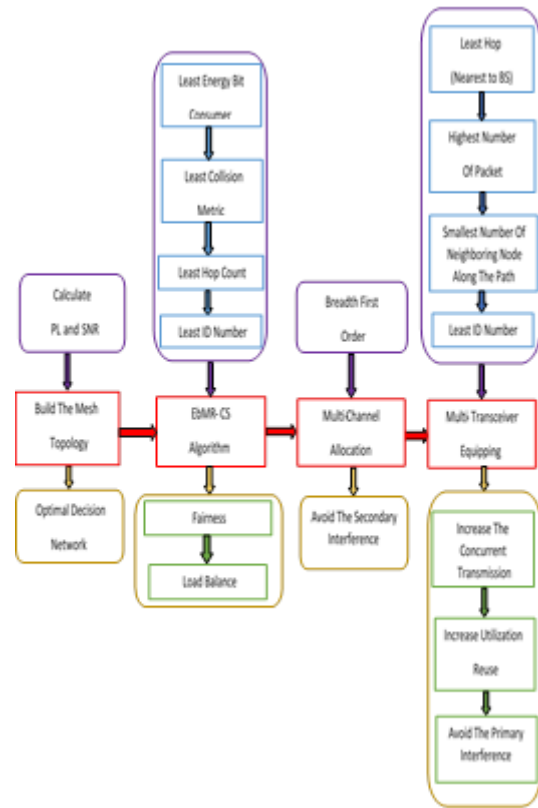 Least Energy Bit
Consumer
Least Collision
Metric
Least Hop Count
Least ID Number
Least Hop
(Nearest to BS)
Highest Number
Of Packet
Smallest Number Of
Neighboring Node
Along The Path
Least ID Number
Calculate
PL and SNR
Breadth First
Order
Build The Mesh
Topology
EbMR- CS
Algorithm
Multi-Channel
Allocation
Multi-Transceiver
Equipping
Optimal Decision
Network
Fairness
Load Balance
Avoid The Secondary
Interference
Increase The
Concurrent
Transmission
Increase Utilization
Reuse
Avoid The Primary
Interference